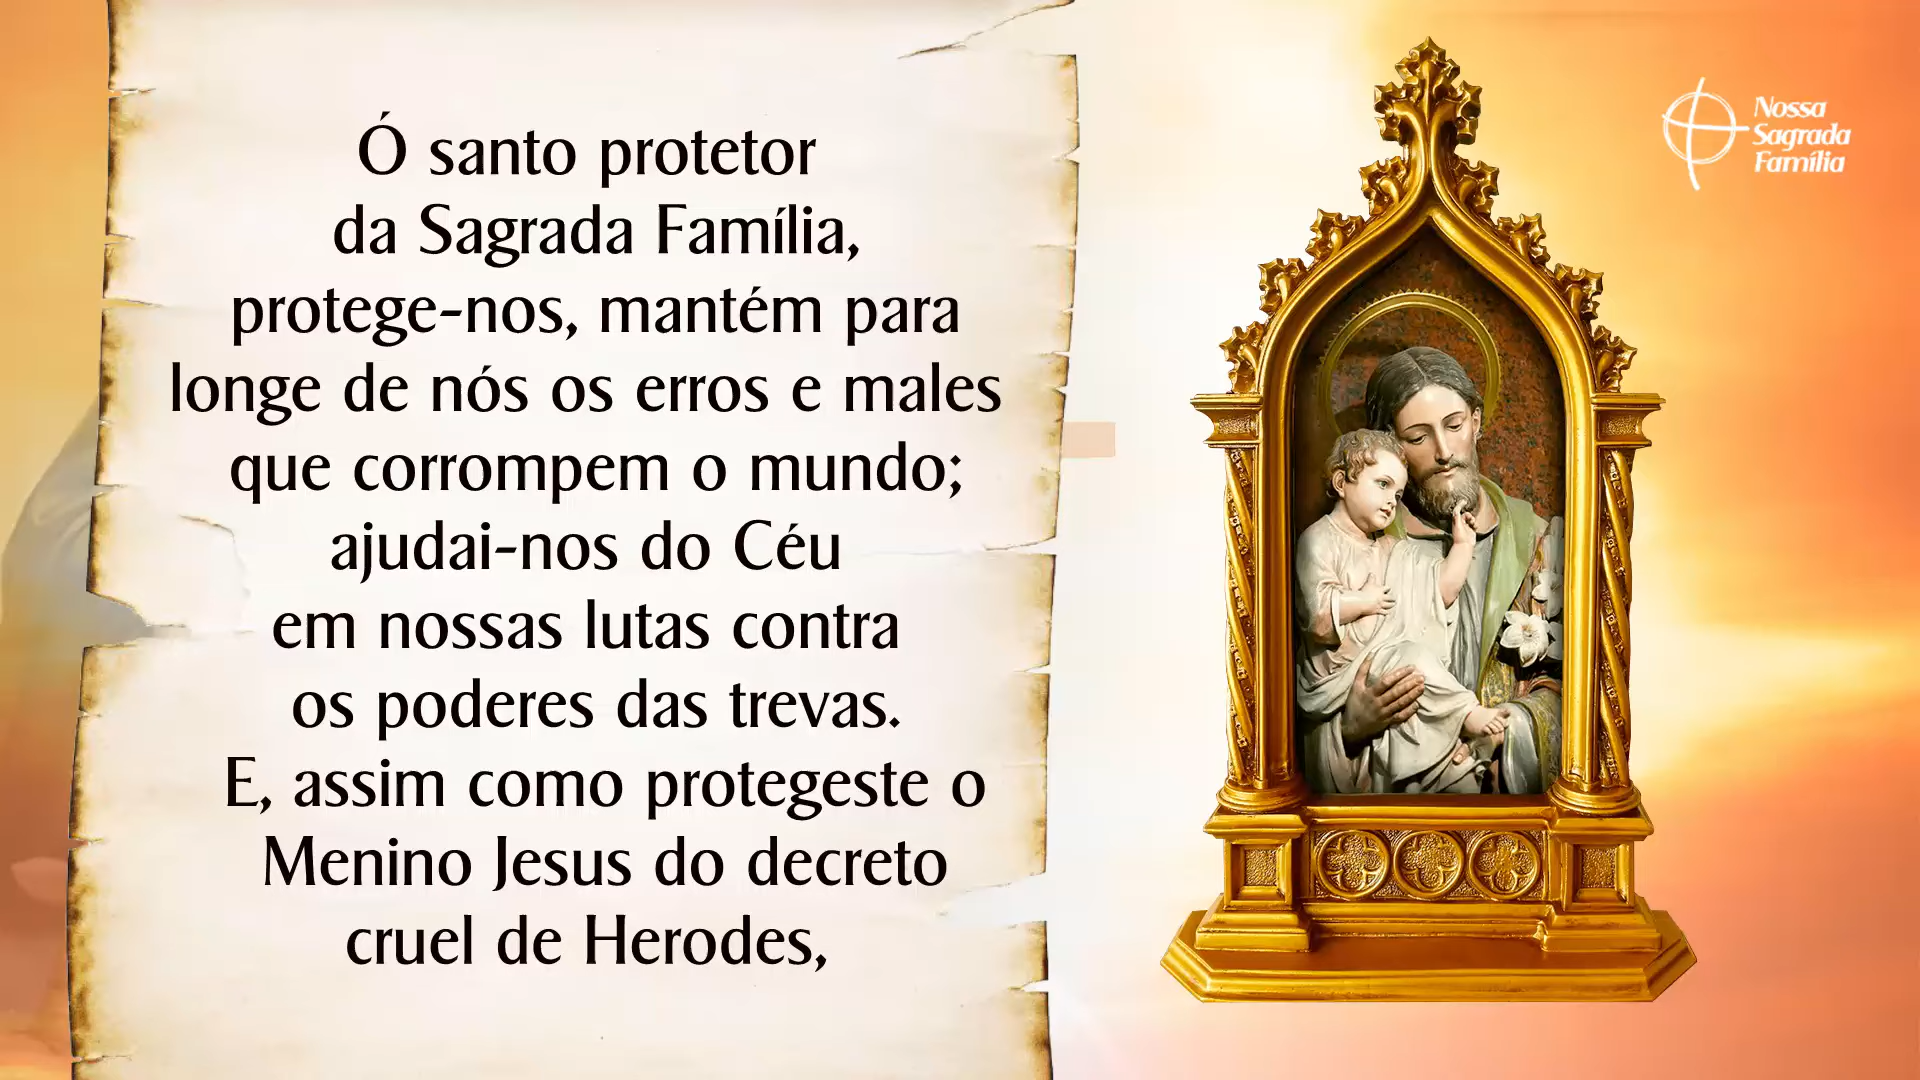 Ó santo protetor
da Sagrada Família,
protege-nos, mantém para
longe de nós os erros e males
que corrompem o mundo;
ajudai-nos do Céu
em nossas lutas contra
os poderes das trevas.
E, assim como protegeste o
Menino Jesus do decreto
cruel de Herodes,
Nossa
Sagrada
Família